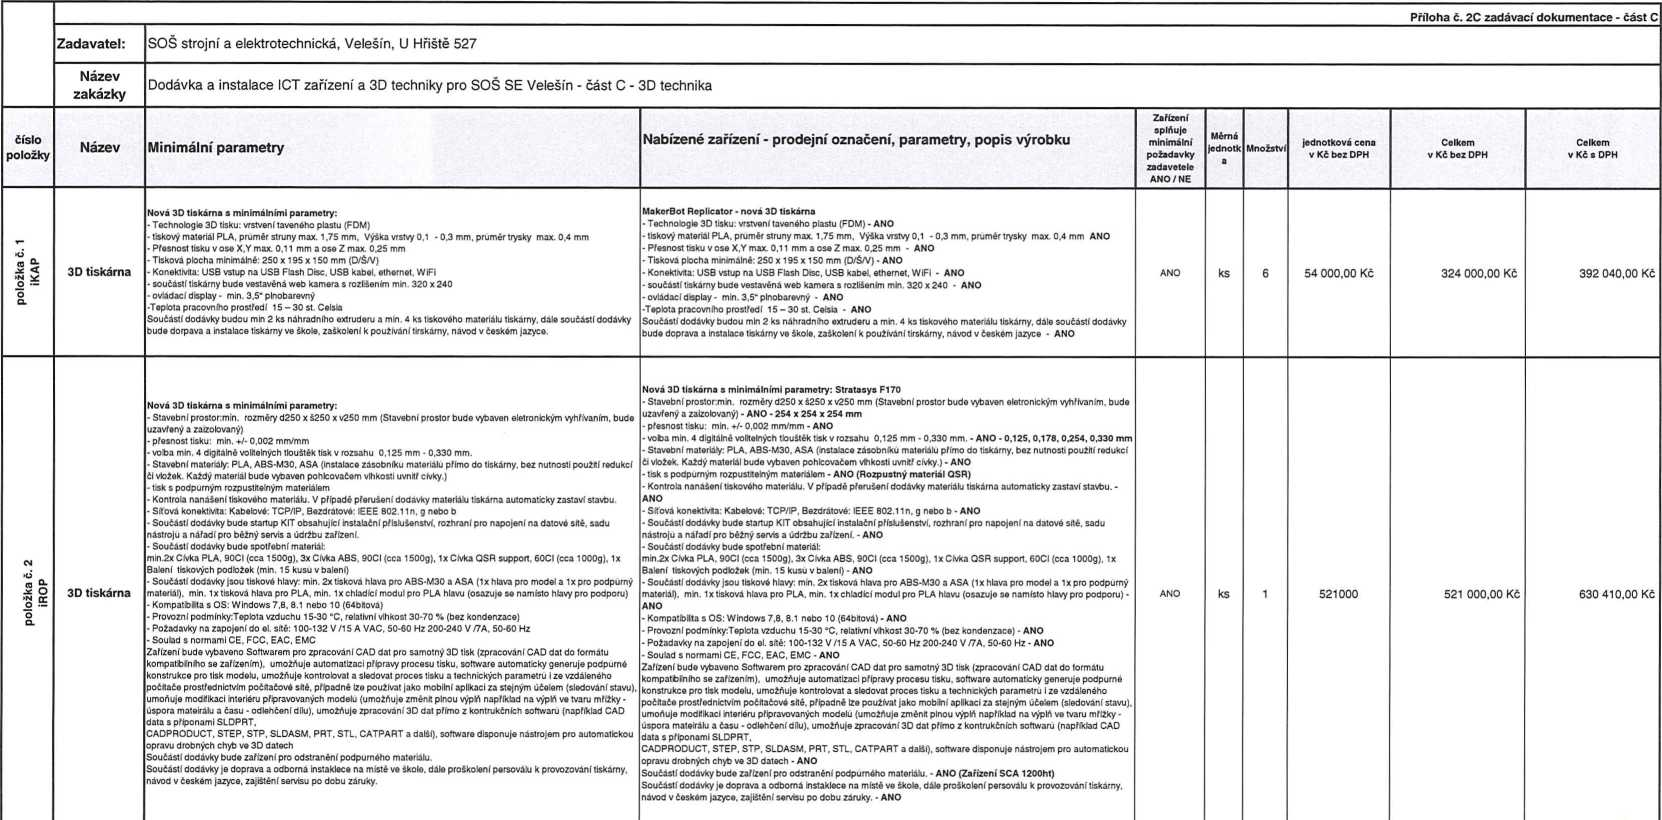 Příloha č. 2C zadávací dokumentace - část C
Zadavatel:
SOŠ strojní a elektrotechnická, Velešín, U Hřiště 527
Název
zakázky
Dodávka a instalace ICT zařízení a 3D techniky pro SOŠ SE Velešín - část C - 3D technika
číslo
položky
Název
Minimální parametry
Nabízené zařízení - prodejní označení, parametry, popis výrobku
Zařízení
splňuje
minimální
požadavky
zadavetele
ANO / NE
Měrná
jednotk
a
Množství
jednotková cena
v Kč bez DPH
Celkem
v Kč bez DPH
Celkem
v Kč s DPH
položka č. 1
iKAP
3D tiskárna
Nová 3D tiskárna s minimálními parametry:
- Technologie 3D tisku: vrstvení taveného plastu (FDM)
- tiskový materiál PLA, průměr struny max. 1,75 mm, Výška vrstvy 0,1 - 0,3 mm, průměr trysky max. 0,4 mm
- Přesnost tisku v ose X,Y max. 0,11 mm a ose Z max. 0,25 mm
- Tisková plocha minimálně: 250 x 195 x 150 mm (D/Š/V)
- Konektivita: USB vstup na USB Flash Disc, USB kabel, ethernet, WiFi
- součástí tiskárny bude vestavěná web kamera s rozlišením min. 320 x 240
- ovládací display - min. 3,5" plnobarevný
-Teplota pracovního prostředí 15 – 30 st. Celsia
Součástí dodávky budou min 2 ks náhradního extruderu a min. 4 ks tiskového materiálu tiskárny, dále součástí dodávky
bude dorpava a instalace tiskárny ve škole, zaškolení k používání tirskárny, návod v českém jazyce.
MakerBot Replicator - nová 3D tiskárna
- Technologie 3D tisku: vrstvení taveného plastu (FDM) - ANO
- tiskový materiál PLA, průměr struny max. 1,75 mm, Výška vrstvy 0,1 - 0,3 mm, průměr trysky max. 0,4 mm ANO
- Přesnost tisku v ose X,Y max. 0,11 mm a ose Z max. 0,25 mm - ANO
- Tisková plocha minimálně: 250 x 195 x 150 mm (D/Š/V) - ANO
- Konektivita: USB vstup na USB Flash Disc, USB kabel, ethernet, WiFi - ANO
- součástí tiskárny bude vestavěná web kamera s rozlišením min. 320 x 240 - ANO
- ovládací display - min. 3,5" plnobarevný - ANO
-Teplota pracovního prostředí 15 – 30 st. Celsia - ANO
Součástí dodávky budou min 2 ks náhradního extruderu a min. 4 ks tiskového materiálu tiskárny, dále součástí dodávky
bude doprava a instalace tiskárny ve škole, zaškolení k používání tirskárny, návod v českém jazyce - ANO
ANO
ks
6
54 000,00 Kč
324 000,00 Kč
392 040,00 Kč
položka č. 2
iROP
3D tiskárna
Nová 3D tiskárna s minimálními parametry:
- Stavební prostor:min. rozměry d250 x š250 x v250 mm (Stavební prostor bude vybaven eletronickým vyhříváním, bude
uzavřený a zaizolovaný)
- přesnost tisku: min. +/- 0,002 mm/mm
- volba min. 4 digitálně volitelných tlouštěk tisk v rozsahu 0,125 mm - 0,330 mm.
- Stavební materiály: PLA, ABS-M30, ASA (instalace zásobníku materiálu přímo do tiskárny, bez nutnosti použití redukcí
či vložek. Každý materiál bude vybaven pohlcovačem vlhkosti uvnitř cívky.)
- tisk s podpůrným rozpustitelným materiálem
- Kontrola nanášení tiskového materiálu. V případě přerušení dodávky materiálu tiskárna automaticky zastaví stavbu.
- Síťová konektivita: Kabelové: TCP/IP, Bezdrátové: IEEE 802.11n, g nebo b
- Součástí dodávky bude startup KIT obsahující instalační příslušenství, rozhraní pro napojení na datové sítě, sadu
nástrojů a nářadí pro běžný servis a údržbu zařízení.
- Součástí dodávky bude spotřební materiál:
min.2x Cívka PLA, 90CI (cca 1500g), 3x Cívka ABS, 90CI (cca 1500g), 1x Cívka QSR support, 60CI (cca 1000g), 1x
Balení tiskových podložek (min. 15 kusů v balení)
- Součástí dodávky jsou tiskové hlavy: min. 2x tisková hlava pro ABS-M30 a ASA (1x hlava pro model a 1x pro podpůrný
materiál), min. 1x tisková hlava pro PLA, min. 1x chladící modul pro PLA hlavu (osazuje se namísto hlavy pro podporu)
- Kompatibilita s OS: Windows 7,8, 8.1 nebo 10 (64bitová)
- Provozní podmínky:Teplota vzduchu 15-30 °C, relativní vlhkost 30-70 % (bez kondenzace)
- Požadavky na zapojení do el. sítě: 100-132 V /15 A VAC, 50-60 Hz 200-240 V /7A, 50-60 Hz
- Soulad s normami CE, FCC, EAC, EMC
Zařízení bude vybaveno Softwarem pro zpracování CAD dat pro samotný 3D tisk (zpracování CAD dat do formátu
kompatibilního se zařízením), umožňuje automatizaci přípravy procesu tisku, software automaticky generuje podpůrné
konstrukce pro tisk modelu, umožňuje kontrolovat a sledovat proces tisku a technických parametrů i ze vzdáleného
počítače prostřednictvím počítačové sítě, případně lze používat jako mobilní aplikaci za stejným účelem (sledování stavu),
umoňuje modifikaci interiéru připravovaných modelů (umožňuje změnit plnou výplň například na výplň ve tvaru mřížky -
úspora mateirálu a času - odlehčení dílu), umožňuje zpracování 3D dat přímo z kontrukčních softwarů (například CAD
data s příponami SLDPRT,
CADPRODUCT, STEP, STP, SLDASM, PRT, STL, CATPART a další), software disponuje nástrojem pro automatickou
opravu drobných chyb ve 3D datech
Součástí dodávky bude zařízení pro odstranění podpůrného materiálu.
Součástí dodávky je doprava a odborná instaklece na místě ve škole, dále proškolení persoválu k provozování tiskárny,
návod v českém jazyce, zajištění servisu po dobu záruky.
Nová 3D tiskárna s minimálními parametry: Stratasys F170
- Stavební prostor:min. rozměry d250 x š250 x v250 mm (Stavební prostor bude vybaven eletronickým vyhříváním, bude
uzavřený a zaizolovaný) - ANO - 254 x 254 x 254 mm
- přesnost tisku: min. +/- 0,002 mm/mm - ANO
- volba min. 4 digitálně volitelných tlouštěk tisk v rozsahu 0,125 mm - 0,330 mm. - ANO - 0,125, 0,178, 0,254, 0,330 mm
- Stavební materiály: PLA, ABS-M30, ASA (instalace zásobníků materiálu přímo do tiskárny, bez nutnosti použití redukcí
či vložek. Každý materiál bude vybaven pohlcovačem vlhkosti uvnitř cívky.) - ANO
- tisk s podpůrným rozpustitelným materiálem - ANO (Rozpustný materiál QSR)
- Kontrola nanášení tiskového materiálu. V případě přerušení dodávky materiálu tiskárna automaticky zastaví stavbu. -
ANO
- Síťová konektivita: Kabelové: TCP/IP, Bezdrátové: IEEE 802.11n, g nebo b - ANO
- Součástí dodávky bude startup KIT obsahující instalační příslušenství, rozhraní pro napojení na datové sítě, sadu
nástrojů a nářadí pro běžný servis a údržbu zařízení. - ANO
- Součástí dodávky bude spotřební materiál:
min.2x Cívka PLA, 90CI (cca 1500g), 3x Cívka ABS, 90CI (cca 1500g), 1x Cívka QSR support, 60CI (cca 1000g), 1x
Balení tiskových podložek (min. 15 kusů v balení) - ANO
- Součástí dodávky jsou tiskové hlavy: min. 2x tisková hlava pro ABS-M30 a ASA (1x hlava pro model a 1x pro podpůrný
materiál), min. 1x tisková hlava pro PLA, min. 1x chladící modul pro PLA hlavu (osazuje se namísto hlavy pro podporu) -
ANO
- Kompatibilita s OS: Windows 7,8, 8.1 nebo 10 (64bitová) - ANO
- Provozní podmínky:Teplota vzduchu 15-30 °C, relativní vlhkost 30-70 % (bez kondenzace) - ANO
- Požadavky na zapojení do el. sítě: 100-132 V /15 A VAC, 50-60 Hz 200-240 V /7A, 50-60 Hz - ANO
- Soulad s normami CE, FCC, EAC, EMC - ANO
Zařízení bude vybaveno Softwarem pro zpracování CAD dat pro samotný 3D tisk (zpracování CAD dat do formátu
kompatibilního se zařízením), umožňuje automatizaci přípravy procesu tisku, software automaticky generuje podpůrné
konstrukce pro tisk modelu, umožňuje kontrolovat a sledovat proces tisku a technických parametrů i ze vzdáleného
počítače prostřednictvím počítačové sítě, případně lze používat jako mobilní aplikaci za stejným účelem (sledování stavu),
umoňuje modifikaci interiéru připravovaných modelů (umožňuje změnit plnou výplň například na výplň ve tvaru mřížky -
úspora mateirálu a času - odlehčení dílu), umožňuje zpracování 3D dat přímo z kontrukčních softwarů (například CAD
data s příponami SLDPRT,
CADPRODUCT, STEP, STP, SLDASM, PRT, STL, CATPART a další), software disponuje nástrojem pro automatickou
opravu drobných chyb ve 3D datech - ANO
Součástí dodávky bude zařízení pro odstranění podpůrného materiálu. - ANO (Zařízení SCA 1200ht)
Součástí dodávky je doprava a odborná instaklece na místě ve škole, dále proškolení persoválu k provozování tiskárny,
návod v českém jazyce, zajištění servisu po dobu záruky. - ANO
ANO
ks
1
521000
521 000,00 Kč
630 410,00 Kč